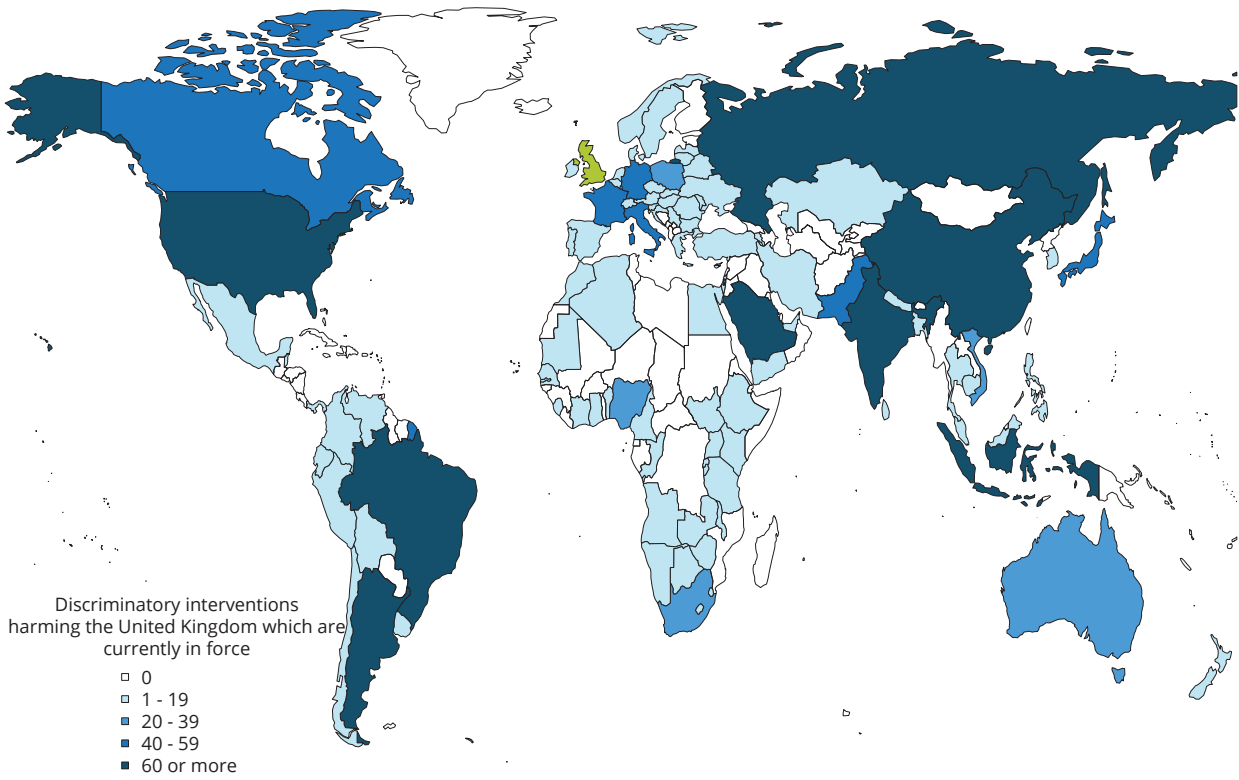 Discriminatory interventions
harming the United Kingdom which are
currently in force
0
1 - 19
20 - 39
40 - 59
60 or more